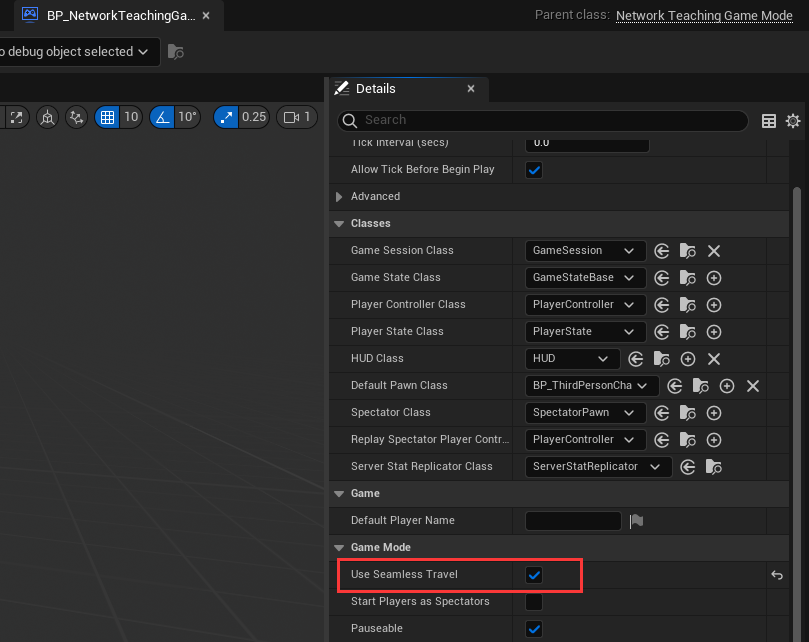 BP_NetworkTeachingGa...
Parent class: Network Teaching Game Mode
o debug object selected
Details
10
10°
0.25
1
Search
Tick Interval (secs)
0.0
Allow Tick Before Begin Play
Advanced
Classes
Game Session Class
GameSession
Game State Class
GameStateBase
Player Controller Class
PlayerController
Player State Class
PlayerState
HUD Class
HUD
Default Pawn Class
BP_ThirdPersonCha
Spectator Class
SpectatorPawn
Replay Spectator Player Contr...
PlayerController
Server Stat Replicator Class
ServerStatReplicator
Game
Default Player Name
Game Mode
Use Seamless Travel
Start Players as Spectators
Pauseable